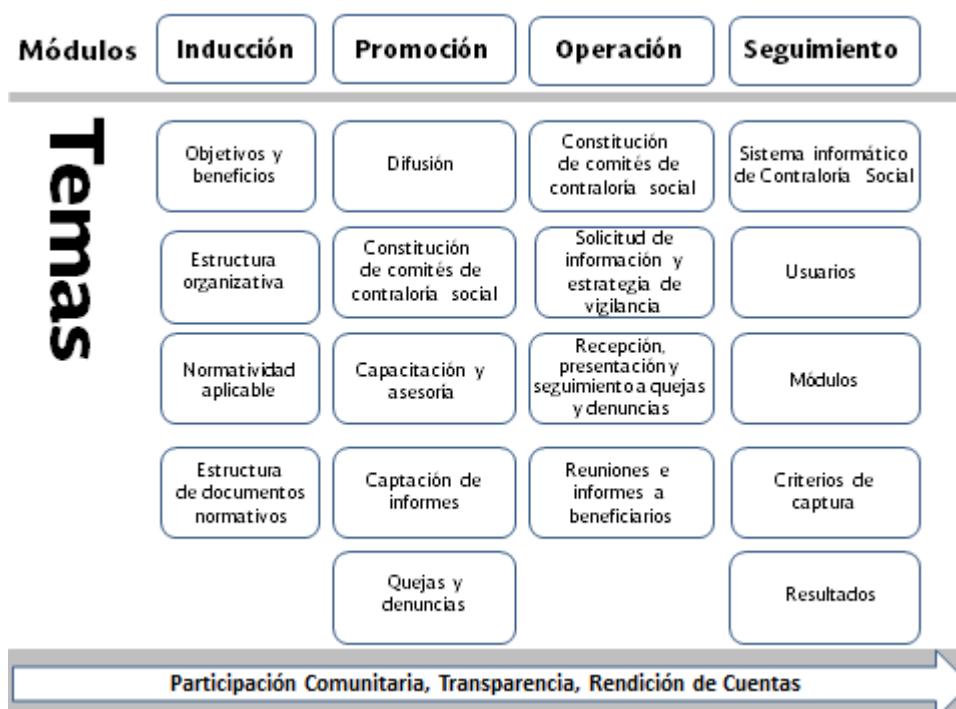 Módulos
Inducción
Promoción
Operación
Seguimiento
Temas
Objetivos y
beneficios
Difusión
Constitución
de comités de
contraloría social
Sistema informático
de Contraloría Social
Estructura
organizativa
Constitución
de comités de
contraloría social
Solicitud de
información y
estrategia de
vigilancia
Usuarios
Normatividad
aplicable
Capacitación y
asesoría
Recepción,
presentación y
seguimiento a quejas
y denuncias
Módulos
Estructura
de documentos
normativos
Captación de
informes
Reuniones e
informes a
beneficiarios
Criterios de
captura
Quejas y
denuncias
Resultados
Participación Comunitaria, Transparencia, Rendición de Cuentas